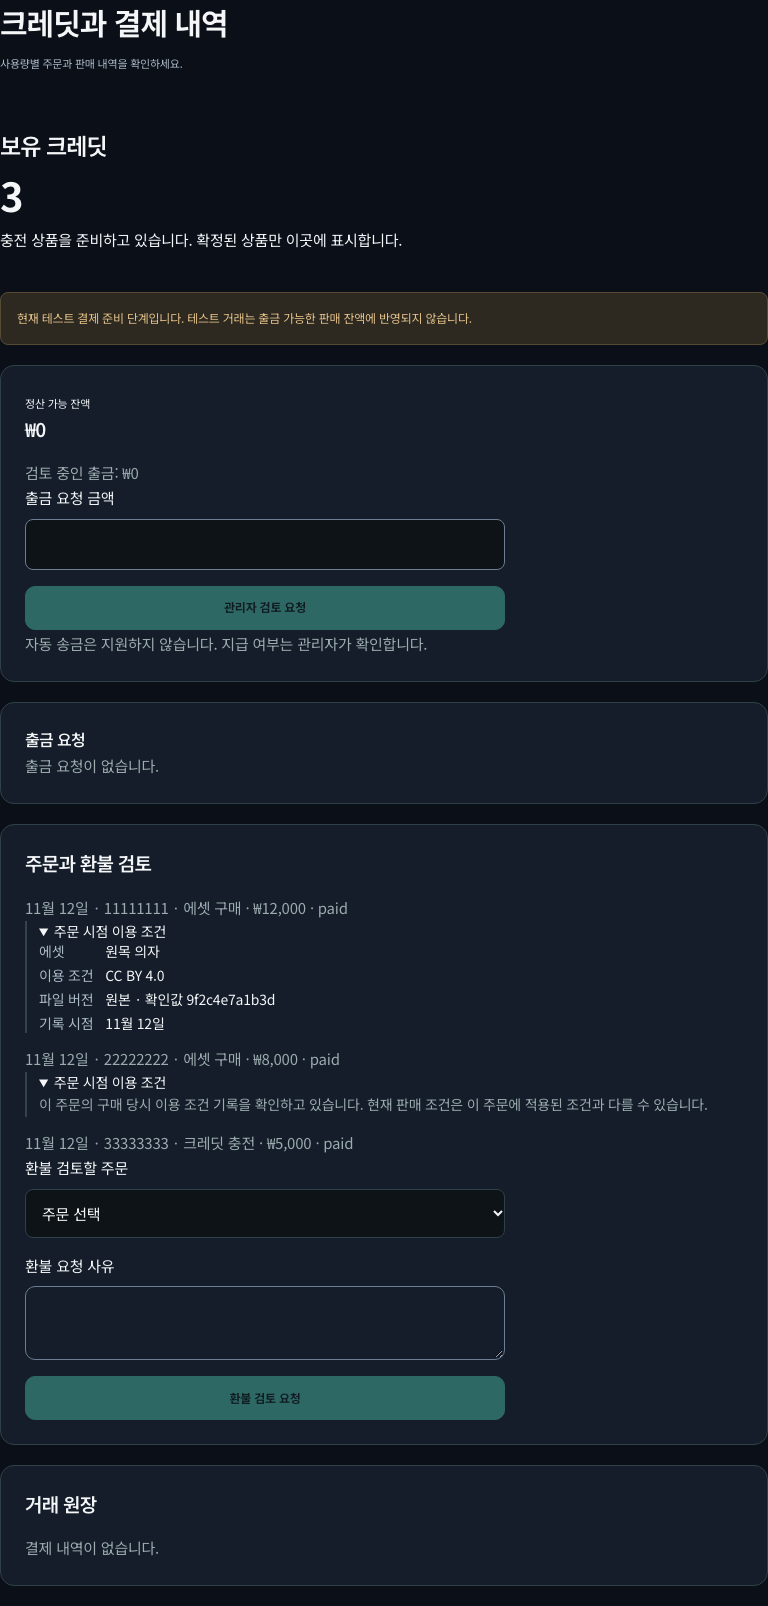 크레딧과 결제 내역
사용량별 주문과 판매 내역을 확인하세요.
보유 크레딧
3
충전 상품을 준비하고 있습니다. 확정된 상품만 이곳에 표시합니다.
현재 테스트 결제 준비 단계입니다. 테스트 거래는 출금 가능한 판매 잔액에 반영되지 않습니다.
정산 가능 잔액
₩0
검토 중인 출금: ₩0
출금 요청 금액
관리자 검토 요청
자동 송금은 지원하지 않습니다. 지급 여부는 관리자가 확인합니다.
출금 요청
출금 요청이 없습니다.
주문과 환불 검토
11월 12일 · 11111111 · 에셋 구매 · ₩12,000 · paid
▼ 주문 시점 이용 조건
에셋 원목 의자
이용 조건 CC BY 4.0
파일 버전 원본 · 확인값 9f2c4e7a1b3d
기록 시점 11월 12일
11월 12일 · 22222222 · 에셋 구매 · ₩8,000 · paid
▼ 주문 시점 이용 조건
이 주문의 구매 당시 이용 조건 기록을 확인하고 있습니다. 현재 판매 조건은 이 주문에 적용된 조건과 다를 수 있습니다.
11월 12일 · 33333333 · 크레딧 충전 · ₩5,000 · paid
환불 검토할 주문
주문 선택
환불 요청 사유
환불 검토 요청
거래 원장
결제 내역이 없습니다.